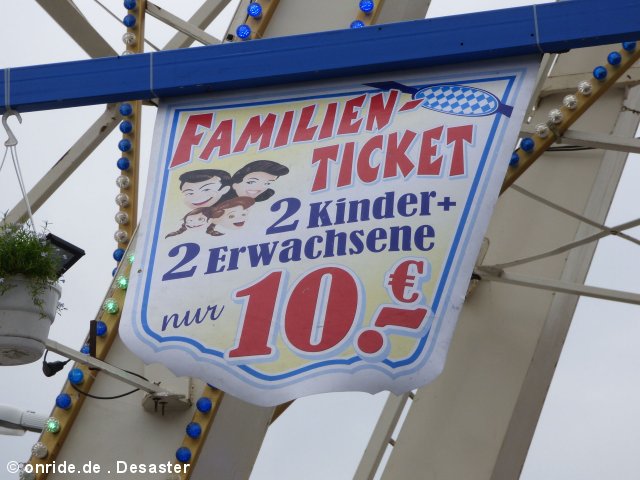 FAMILIEN-
TICKET
2 KINDER+
2 ERWACHSENE
nur 10.-€
©onride.de . Desaster